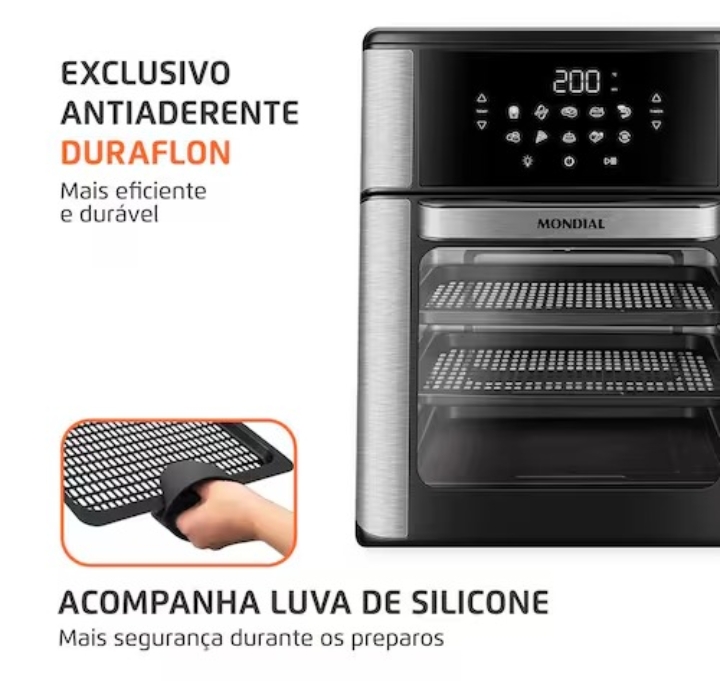 EXCLUSIVO
ANTIADERENTE
DURAFLON
Mais eficiente
e durável
200
MONDIAL
ACOMPANHA LUVA DE SILICONE
Mais segurança durante os preparos